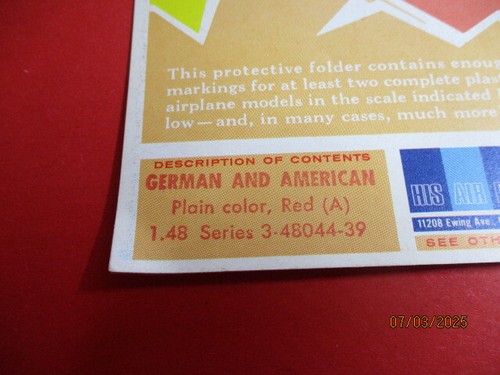 This protective folder contains enoug
markings for at least two complete plas
airplane models in the scale indicated
low—and, in many cases, much more
DESCRIPTION OF CONTENTS
GERMAN AND AMERICAN
Plain color, Red (A)
1.48 Series 3-48044-39
HIS AIR
11208 Ewing Ave.,
SEE OTH
07/03/2025